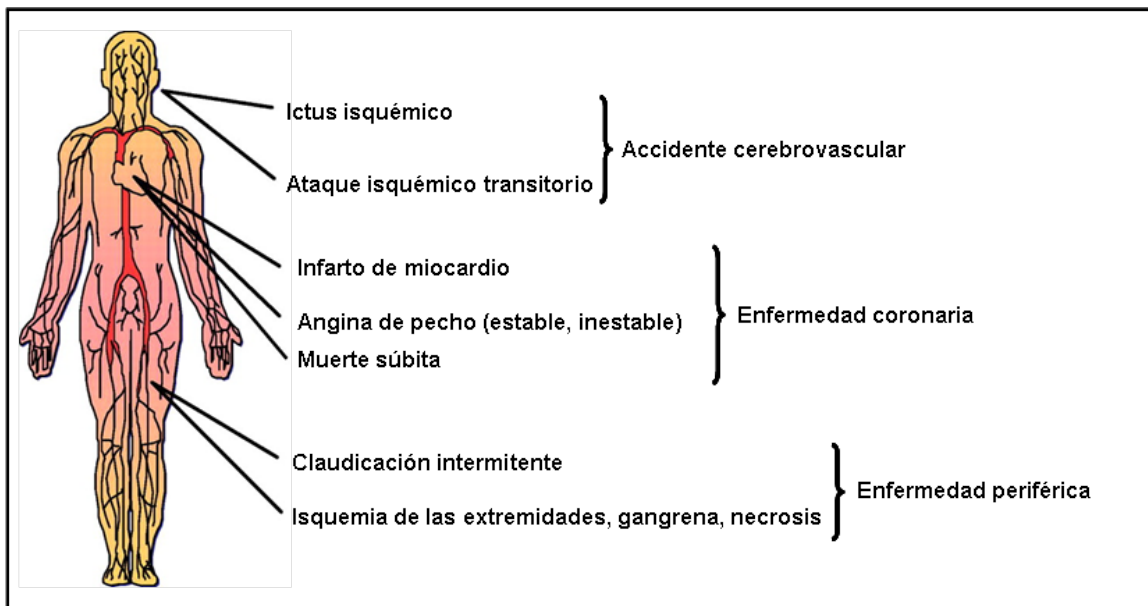 Ictus isquémico
Ataque isquémico transitorio
Accidente cerebrovascular
Infarto de miocardio
Angina de pecho (estable, inestable)
Muerte súbita
Enfermedad coronaria
Claudicación intermitente
Isquemia de las extremidades, gangrena, necrosis
Enfermedad periférica